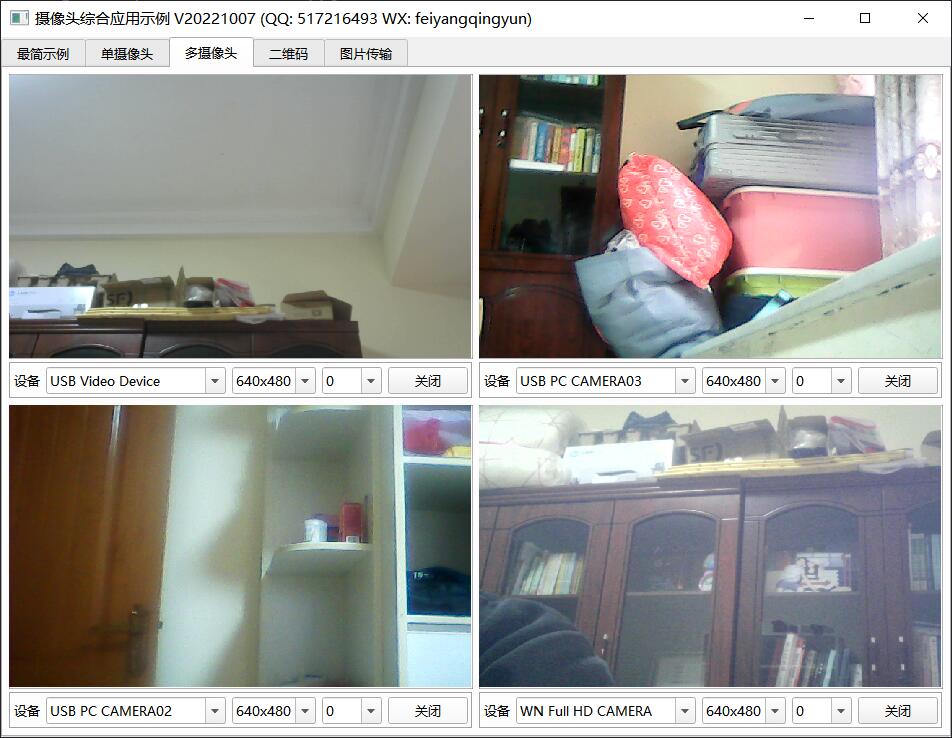 摄像头综合应用示例 V20221007 (QQ: 517216493 WX: feiyangqingyun)
最简示例 单摄像头 多摄像头 二维码 图片传输
SF
设备 USB Video Device 640x480 0 关闭
设备 USB PC CAMERA03 640x480 0 关闭
SF
设备 USB PC CAMERA02 640x480 0 关闭
设备 WN Full HD CAMERA 640x480 0 关闭